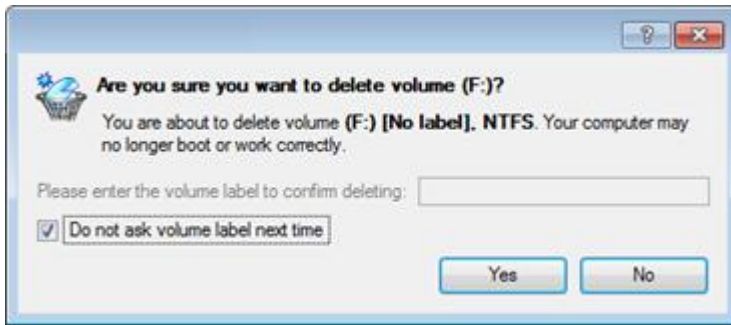 Are you sure you want to delete volume (F:)?
You are about to delete volume (F:) [No label], NTFS. Your computer may
no longer boot or work correctly.
Please enter the volume label to confirm deleting:
Do not ask volume label next time
Yes No